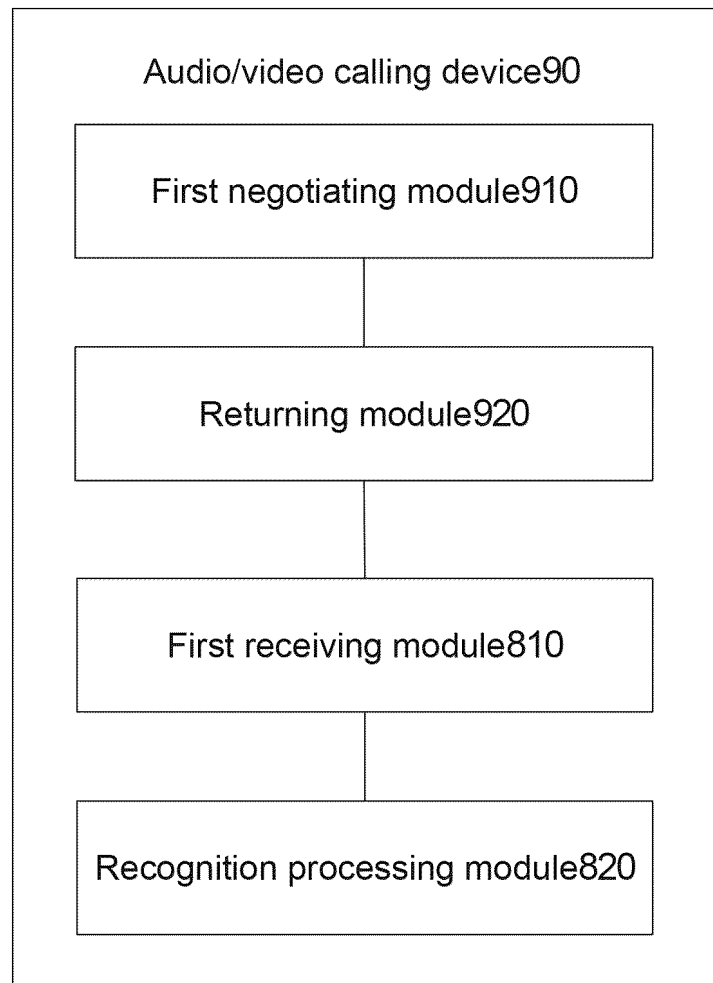 Audio/video calling device90
First negotiating module910
Returning module920
First receiving module810
Recognition processing module820